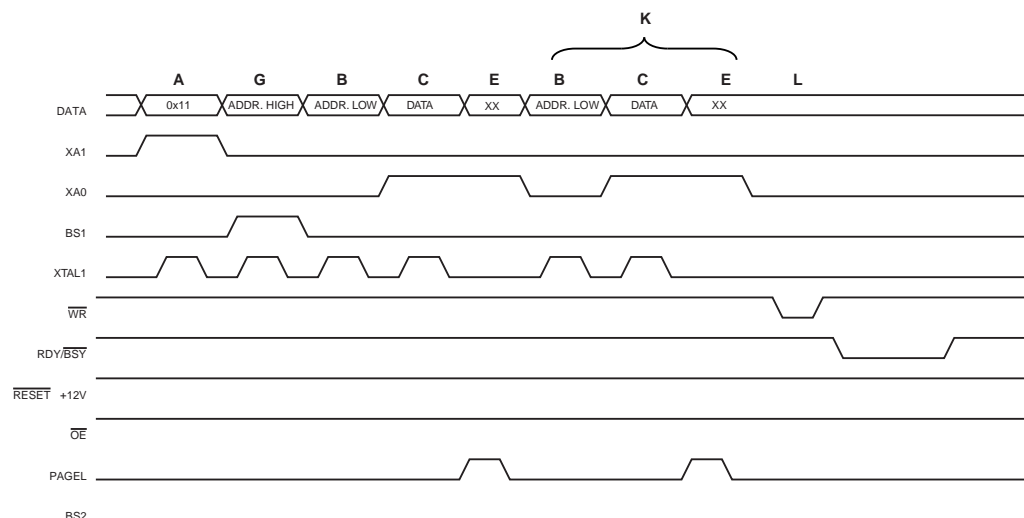 K
A G B C E B C E L
DATA 0x11 ADDR. HIGH ADDR. LOW DATA XX ADDR. LOW DATA XX
XA1
XA0
BS1
XTAL1
WR
RDY/BSY
RESET +12V
OE
PAGEL
BS2